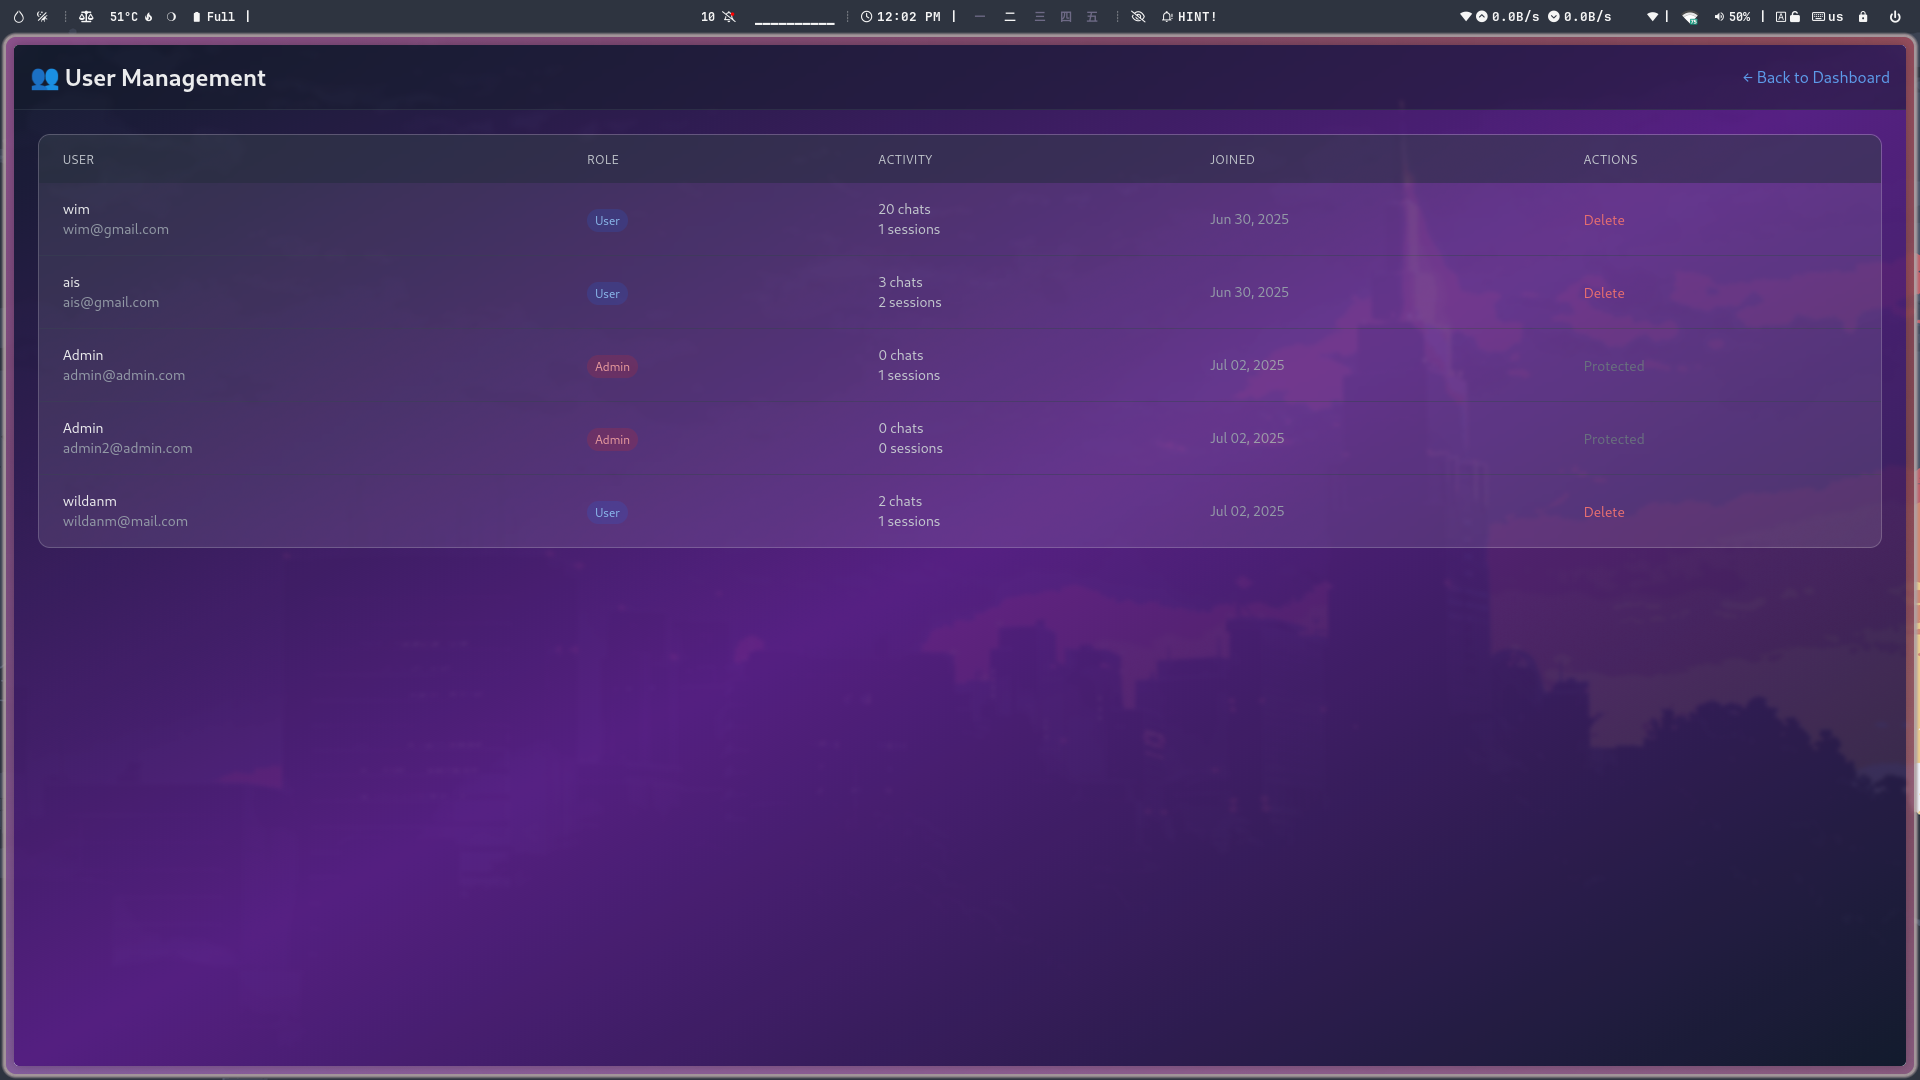 51°C Full |
10 12:02 PM | 一 二 三 四 五 HINT! 0.0B/s 0.0B/s | 50% | A us
User Management
← Back to Dashboard
USER ROLE ACTIVITY JOINED ACTIONS
wim
wim@gmail.com
User
20 chats
1 sessions
Jun 30, 2025
Delete
ais
ais@gmail.com
User
3 chats
2 sessions
Jun 30, 2025
Delete
Admin
admin@admin.com
Admin
0 chats
1 sessions
Jul 02, 2025
Protected
Admin
admin2@admin.com
Admin
0 chats
0 sessions
Jul 02, 2025
Protected
wildanm
wildanm@mail.com
User
2 chats
1 sessions
Jul 02, 2025
Delete